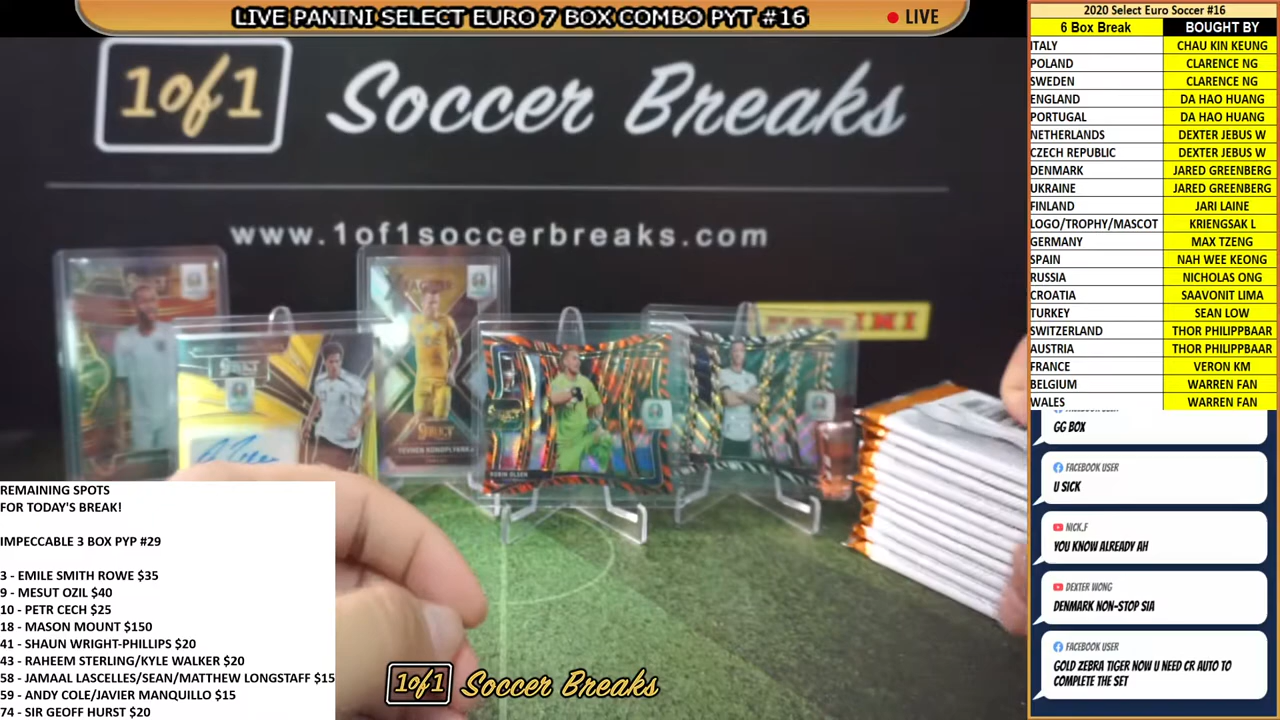 LIVE PANINI SELECT EURO 7 BOX COMBO PYT #16
LIVE
1of1 Soccer Breaks
www.1of1soccerbreaks.com
PANINI
SELECT
YEVHEN KONOPLYANKA
SELECT
ROBIN OLSEN
1of1 Soccer Breaks
REMAINING SPOTS
FOR TODAY'S BREAK!
IMPECCABLE 3 BOX PYP #29
3 - EMILE SMITH ROWE $35
9 - MESUT OZIL $40
10 - PETR CECH $25
18 - MASON MOUNT $150
41 - SHAUN WRIGHT-PHILLIPS $20
43 - RAHEEM STERLING/KYLE WALKER $20
58 - JAMAAL LASCELLES/SEAN/MATTHEW LONGSTAFF $15
59 - ANDY COLE/JAVIER MANQUILLO $15
74 - SIR GEOFF HURST $20
2020 Select Euro Soccer #16
6 Box Break BOUGHT BY
ITALY CHAU KIN KEUNG
POLAND CLARENCE NG
SWEDEN CLARENCE NG
ENGLAND DA HAO HUANG
PORTUGAL DA HAO HUANG
NETHERLANDS DEXTER JEBUS W
CZECH REPUBLIC DEXTER JEBUS W
DENMARK JARED GREENBERG
UKRAINE JARED GREENBERG
FINLAND JARI LAINE
LOGO/TROPHY/MASCOT KRIENGSAK L
GERMANY MAX TZENG
SPAIN NAH WEE KEONG
RUSSIA NICHOLAS ONG
CROATIA SAAVONIT LIMA
TURKEY SEAN LOW
SWITZERLAND THOR PHILIPPBAAR
AUSTRIA THOR PHILIPPBAAR
FRANCE VERON KM
BELGIUM WARREN FAN
WALES WARREN FAN
FACEBOOK USER
GG BOX
FACEBOOK USER
U SICK
NICK.F
YOU KNOW ALREADY AH
DEXTER WONG
DENMARK NON-STOP SIA
FACEBOOK USER
GOLD ZEBRA TIGER NOW U NEED CR AUTO TO
COMPLETE THE SET